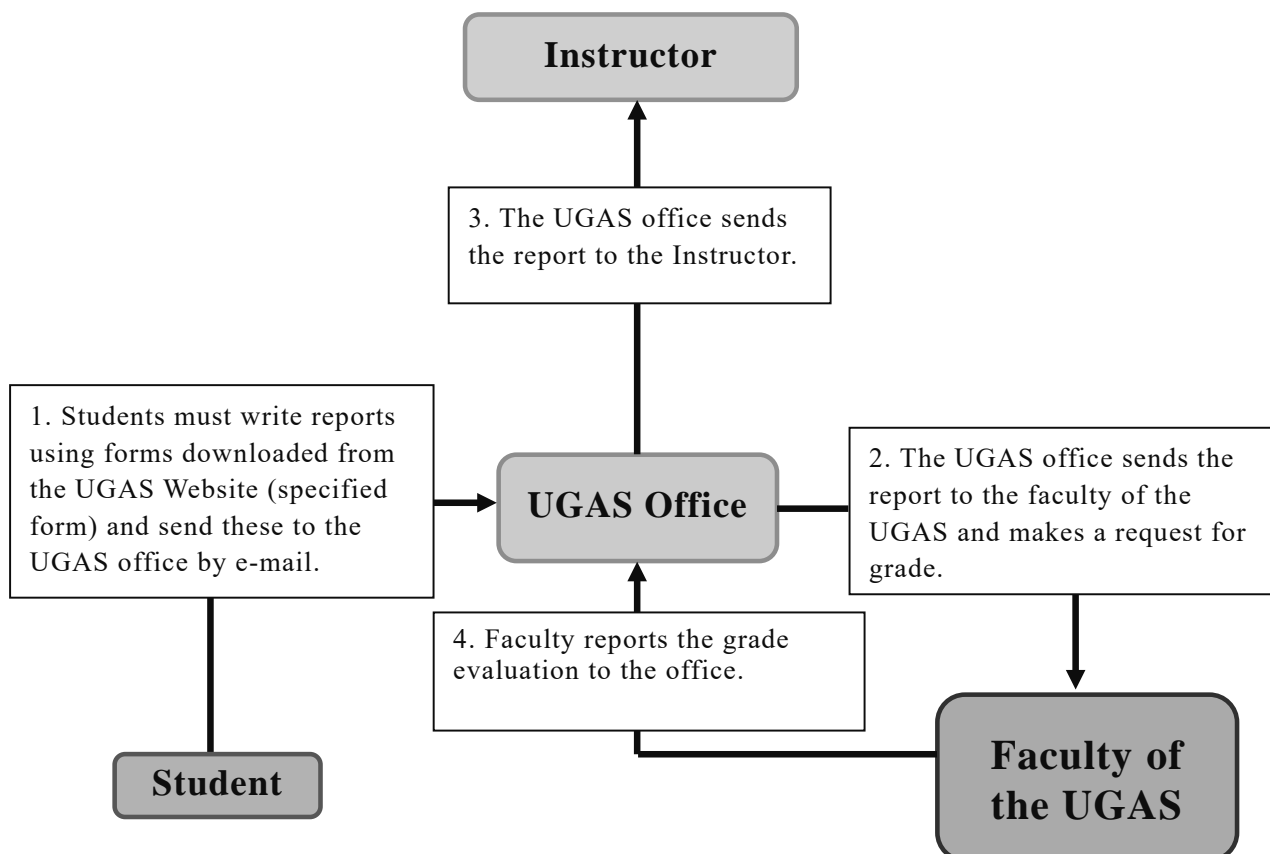 Instructor
3. The UGAS office sends
the report to the Instructor.
1. Students must write reports
using forms downloaded from
the UGAS Website (specified
form) and send these to the
UGAS office by e-mail.
UGAS Office
2. The UGAS office sends the
report to the faculty of the
UGAS and makes a request for
grade.
4. Faculty reports the grade
evaluation to the office.
Student
Faculty of
the UGAS